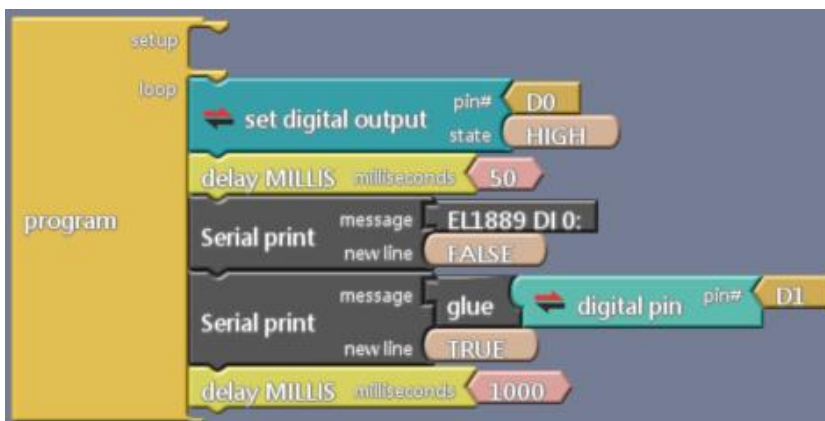 setup
loop
set digital output
pin#
D0
state
HIGH
delay MILLIS milliseconds 50
program
Serial print
message
EL1889 DI 0:
new line
FALSE
Serial print
message
glue
digital pin
pin#
D1
new line
TRUE
delay MILLIS milliseconds 1000